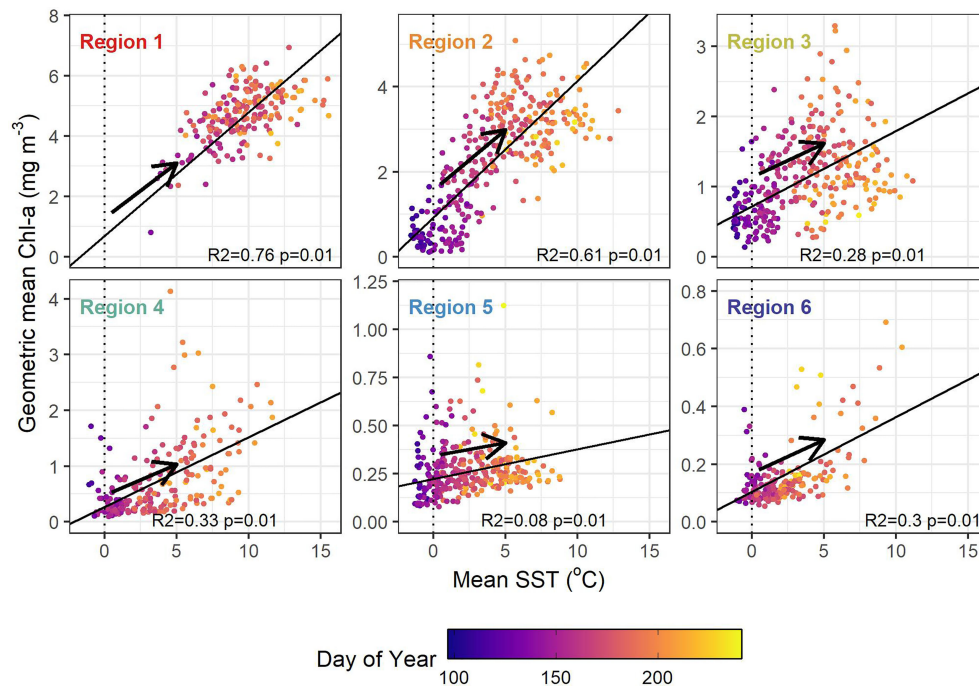 Region 1
Region 2
Region 3
8
6
4
2
0
4
2
0
3
2
1
0
R2=0.76 p=0.01
R2=0.61 p=0.01
R2=0.28 p=0.01
Region 4
Region 5
Region 6
4
3
2
1
0
1.25
1.00
0.75
0.50
0.25
0.00
0.8
0.6
0.4
0.2
0.0
R2=0.33 p=0.01
R2=0.08 p=0.01
R2=0.3 p=0.01
0 5 10 15
0 5 10 15
0 5 10 15
Geometric mean Chl-a (mg m-3)
Mean SST (°C)
Day of Year
100 150 200